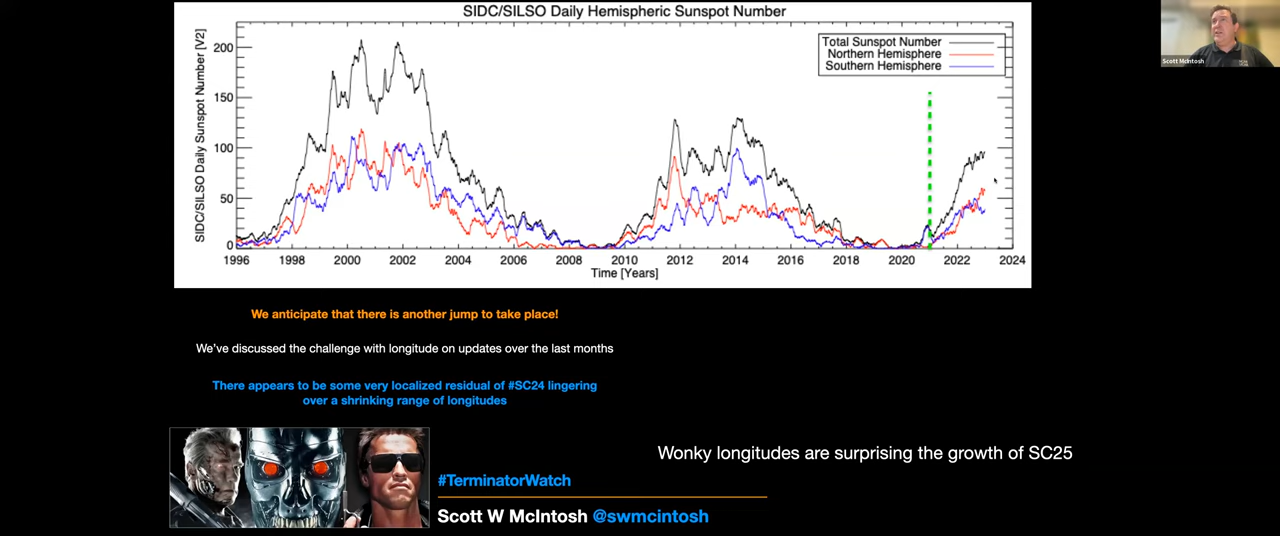 SIDC/SILSO Daily Hemispheric Sunspot Number
SIDC/SILSO Daily Sunspot Number [V2]
200
150
100
50
0
Total Sunspot Number
Northern Hemisphere
Southern Hemisphere
1996 1998 2000 2002 2004 2006 2008 2010 2012 2014 2016 2018 2020 2022 2024
Time [Years]
Scott McIntosh
We anticipate that there is another jump to take place!
We've discussed the challenge with longitude on updates over the last months
There appears to be some very localized residual of #SC24 lingering
over a shrinking range of longitudes
Wonky longitudes are surprising the growth of SC25
#TerminatorWatch
Scott W McIntosh @swmcintosh